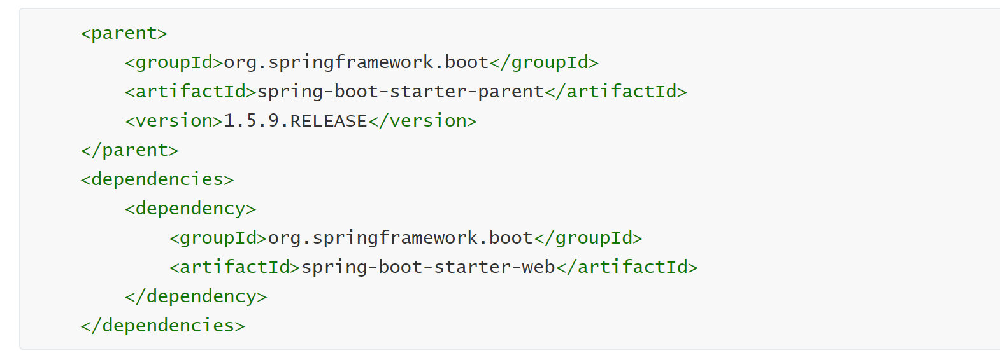 <parent>
<groupId>org.springframework.boot</groupId>
<artifactId>spring-boot-starter-parent</artifactId>
<version>1.5.9.RELEASE</version>
</parent>
<dependencies>
<dependency>
<groupId>org.springframework.boot</groupId>
<artifactId>spring-boot-starter-web</artifactId>
</dependency>
</dependencies>